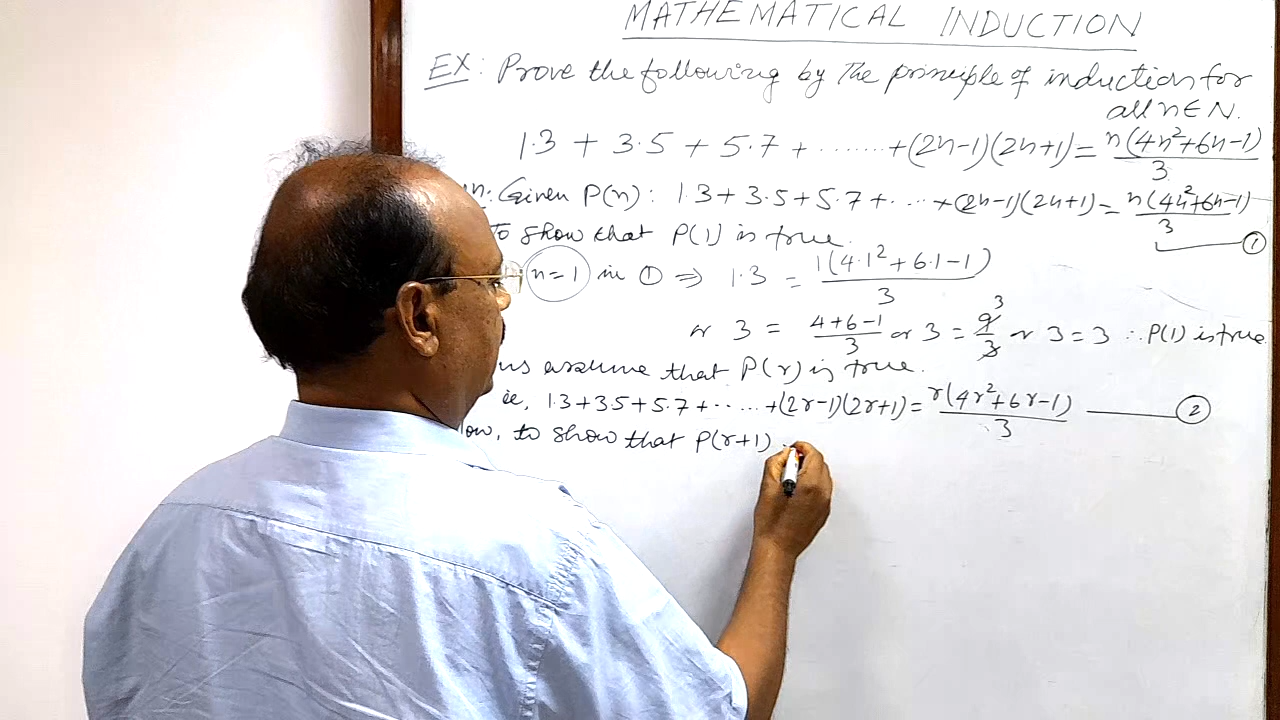 MATHEMATICAL INDUCTION
EX: Prove the following by the principle of induction for
all n ∈ N.
1.3 + 3.5 + 5.7 + ....... + (2n-1)(2n+1) = n(4n²+6n-1)/3
n: Given P(n): 1.3 + 3.5 + 5.7 + ..... + (2n-1)(2n+1) = n(4n²+6n-1)/3 ①
To show that P(1) is true.
n=1 in ① ⇒ 1.3 = 1(4.1² + 6.1 - 1)/3
or 3 = (4+6-1)/3 or 3 = 9/3 3 or 3 = 3 ∴ P(1) is true.
us assume that P(r) is true.
ie, 1.3 + 3.5 + 5.7 + ..... + (2r-1)(2r+1) = r(4r²+6r-1)/3 ②
ow, to show that P(r+1)